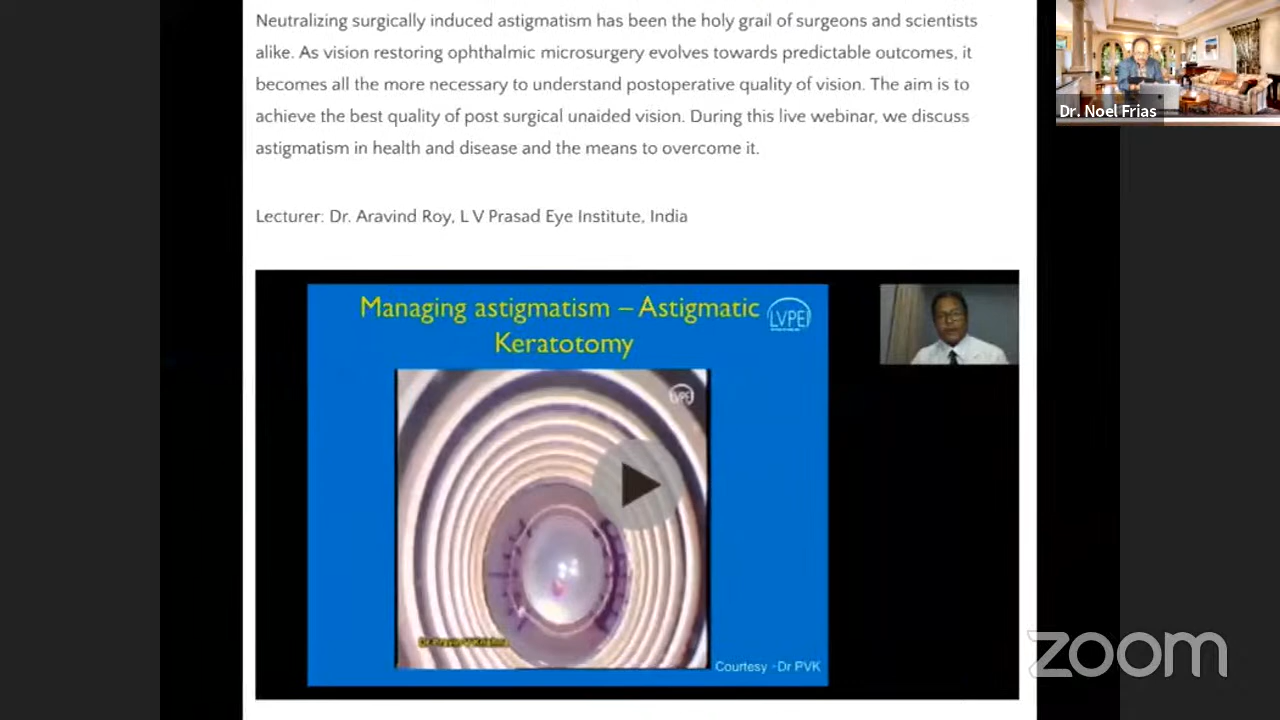 Neutralizing surgically induced astigmatism has been the holy grail of surgeons and scientists
alike. As vision restoring ophthalmic microsurgery evolves towards predictable outcomes, it
becomes all the more necessary to understand postoperative quality of vision. The aim is to
achieve the best quality of post surgical unaided vision. During this live webinar, we discuss
astigmatism in health and disease and the means to overcome it.
Dr. Noel Frias
Lecturer: Dr. Aravind Roy, L V Prasad Eye Institute, India
Managing astigmatism – Astigmatic
Keratotomy
LVPEI
LVPEI
Courtesy - Dr PVK
zoom